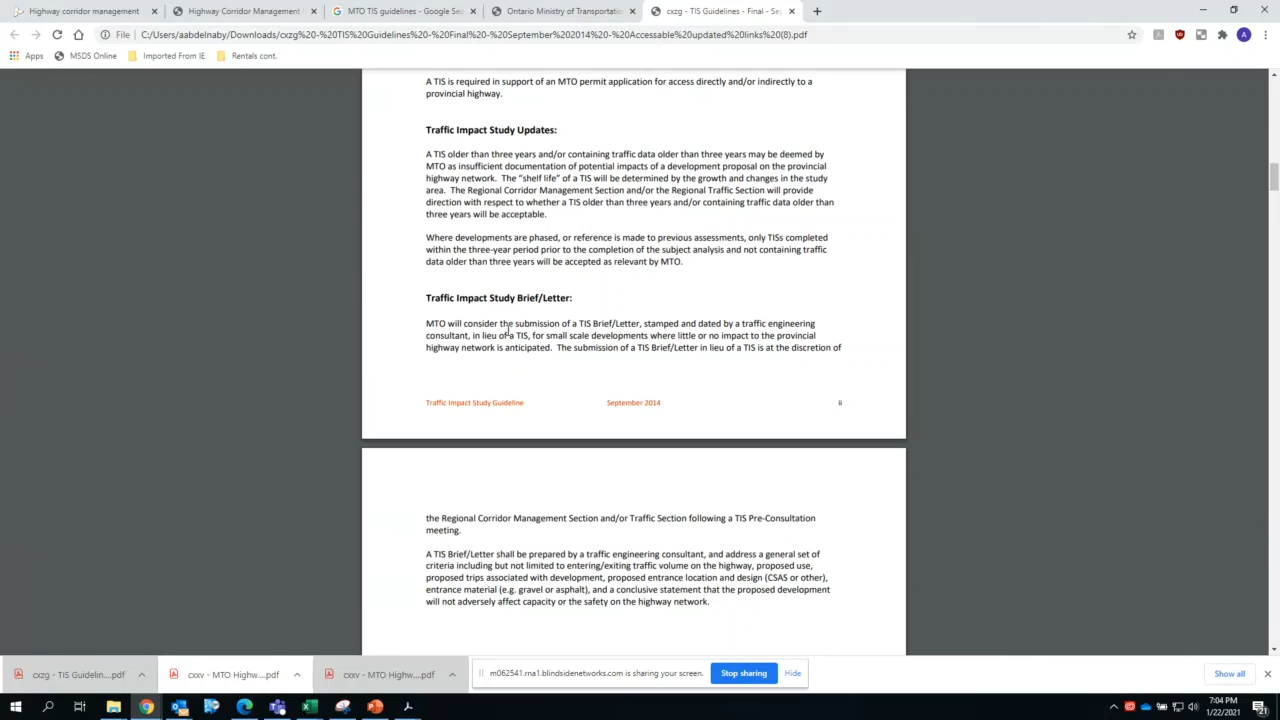 Highway corridor management
Highway Corridor Management
MTO TIS guidelines - Google Se
Ontario Ministry of Transportation
cxzg - TIS Guidelines - Final - Se
File
C:/Users/aabdelnaby/Downloads/cxzg%20-%20TIS%20Guidelines%20-%20Final%20-%20September%202014%20-%20Accessable%20updated%20links%20(8).pdf
A
Apps
MSDS Online
Imported From IE
Rentals cont.
A TIS is required in support of an MTO permit application for access directly and/or indirectly to a
provincial highway.
Traffic Impact Study Updates:
A TIS older than three years and/or containing traffic data older than three years may be deemed by
MTO as insufficient documentation of potential impacts of a development proposal on the provincial
highway network. The "shelf life" of a TIS will be determined by the growth and changes in the study
area. The Regional Corridor Management Section and/or the Regional Traffic Section will provide
direction with respect to whether a TIS older than three years and/or containing traffic data older than
three years will be acceptable.
Where developments are phased, or reference is made to previous assessments, only TISs completed
within the three-year period prior to the completion of the subject analysis and not containing traffic
data older than three years will be accepted as relevant by MTO.
Traffic Impact Study Brief/Letter:
MTO will consider the submission of a TIS Brief/Letter, stamped and dated by a traffic engineering
consultant, in lieu of a TIS, for small scale developments where little or no impact to the provincial
highway network is anticipated. The submission of a TIS Brief/Letter in lieu of a TIS is at the discretion of
Traffic Impact Study Guideline
September 2014
ii
the Regional Corridor Management Section and/or Traffic Section following a TIS Pre-Consultation
meeting.
A TIS Brief/Letter shall be prepared by a traffic engineering consultant, and address a general set of
criteria including but not limited to entering/exiting traffic volume on the highway, proposed use,
proposed trips associated with development, proposed entrance location and design (CSAS or other),
entrance material (e.g. gravel or asphalt), and a conclusive statement that the proposed development
will not adversely affect capacity or the safety on the highway network.
cxzg - TIS Guidelin....pdf
cxxv - MTO Highw....pdf
cxxv - MTO Highw....pdf
m062541.rna1.blindsidenetworks.com is sharing your screen.
Stop sharing
Hide
Show all
7:04 PM
1/22/2021
21